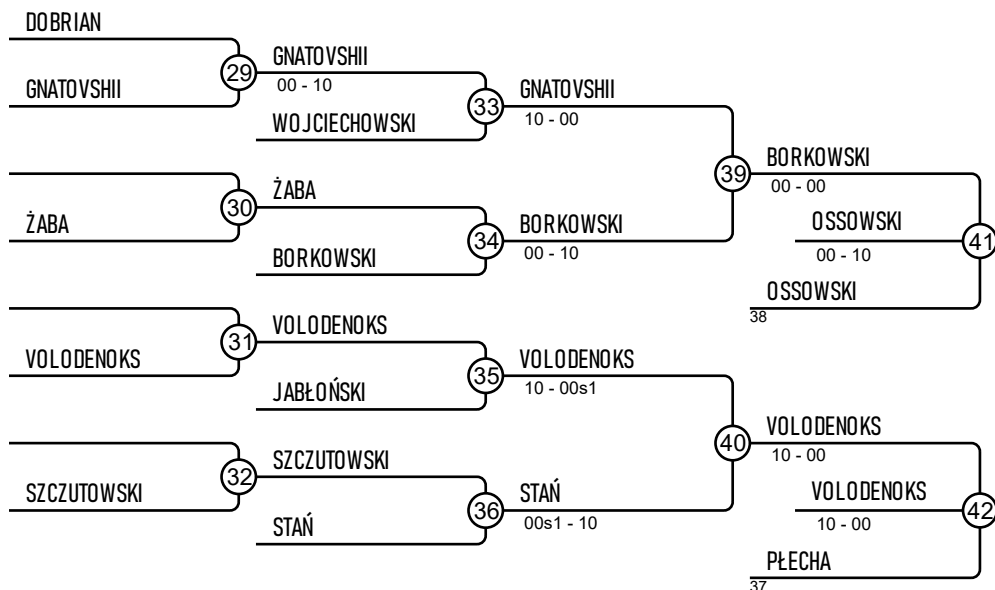 DOBRIAN
GNATOVSHII
29
GNATOVSHII
00 - 10
WOJCIECHOWSKI
33
GNATOVSHII
10 - 00
ŻABA
30
ŻABA
BORKOWSKI
34
BORKOWSKI
00 - 10
39
BORKOWSKI
00 - 00
OSSOWSKI
00 - 10
OSSOWSKI
38
41
VOLODENOKS
31
VOLODENOKS
JABŁOŃSKI
35
VOLODENOKS
10 - 00s1
SZCZUTOWSKI
32
SZCZUTOWSKI
STAŃ
36
STAŃ
00s1 - 10
40
VOLODENOKS
10 - 00
VOLODENOKS
10 - 00
PŁECHA
37
42